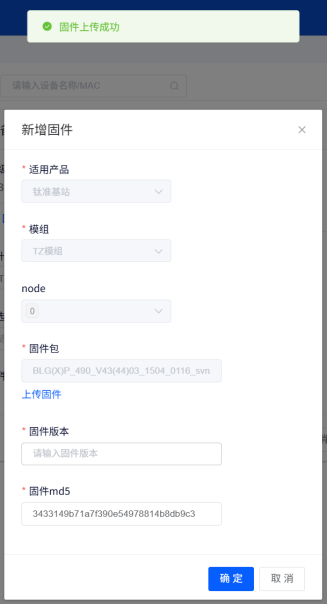 固件上传成功
请输入设备名称/MAC
新增固件
* 适用产品
钛准基站
* 模组
TZ模组
node
0
* 固件包
BLG(X)P_490_V43(44)03_1504_0116_svn
上传固件
* 固件版本
请输入固件版本
* 固件md5
3433149b71a7f390e54978814b8db9c3
确 定
取 消